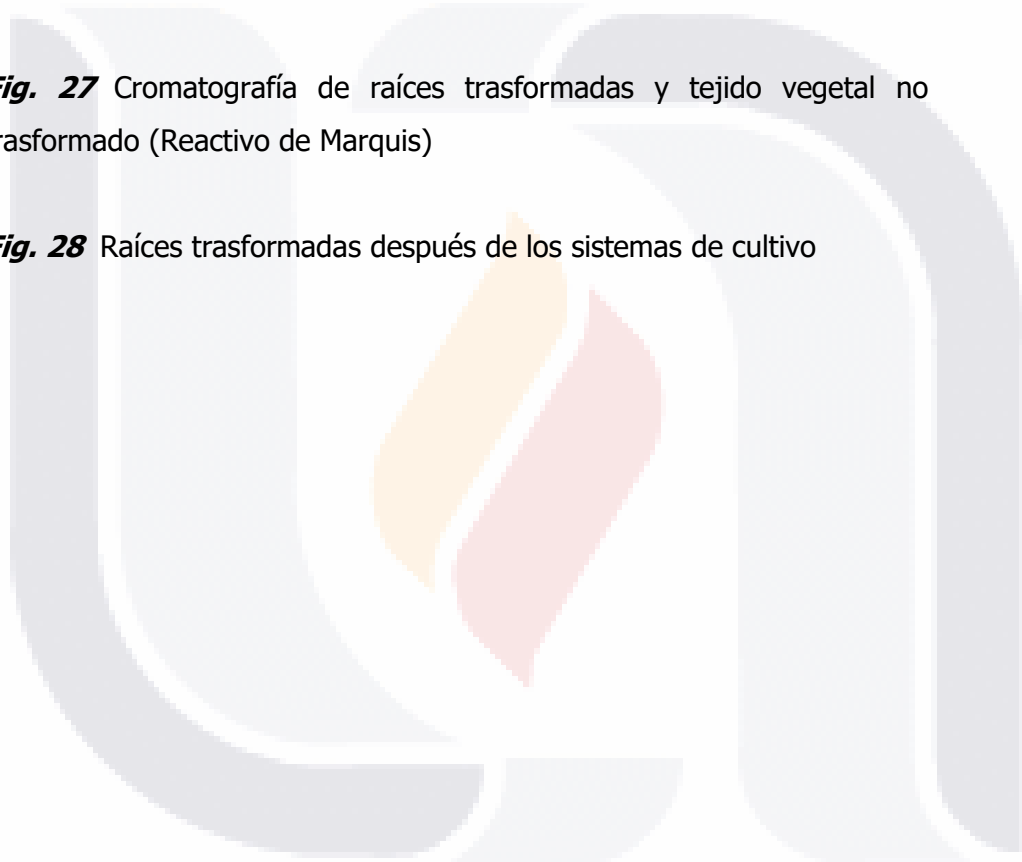 ig. 27 Cromatografía de raíces trasformadas y tejido vegetal no
rasformado (Reactivo de Marquis)
ig. 28 Raíces trasformadas después de los sistemas de cultivo